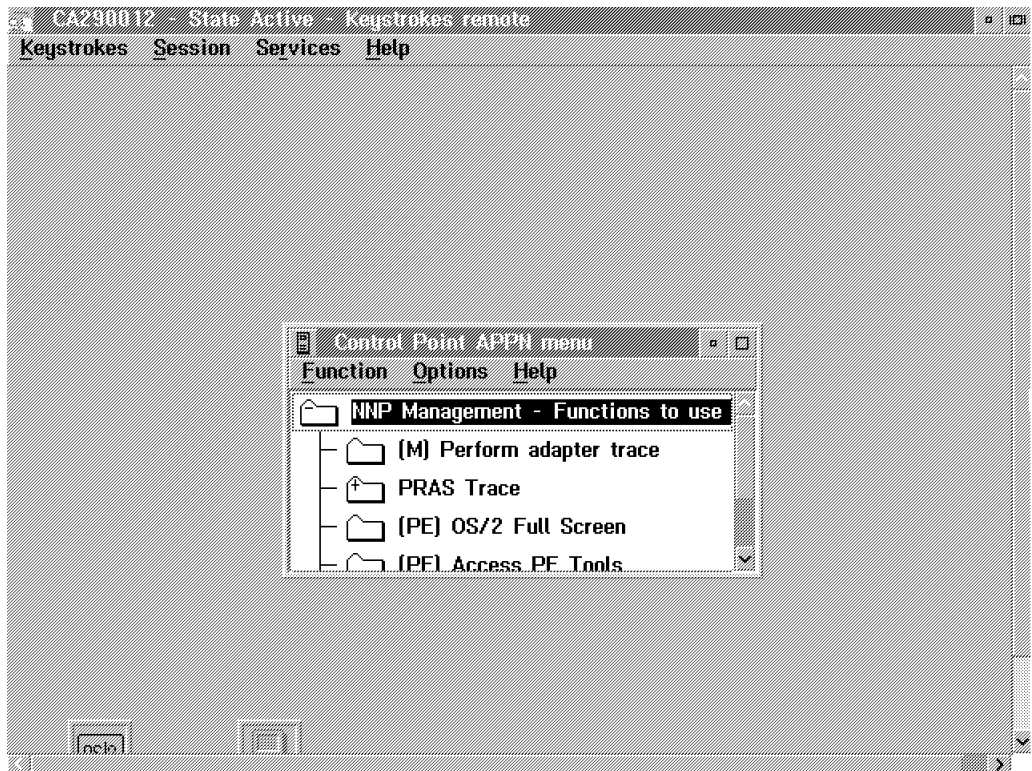 CA290012 - State Active - Keystrokes remote
Keystrokes Session Services Help
Control Point APPN menu
Function Options Help
NNP Management - Functions to use
(M) Perform adapter trace
PRAS Trace
(PE) OS/2 Full Screen
(PE) Access PE Tools